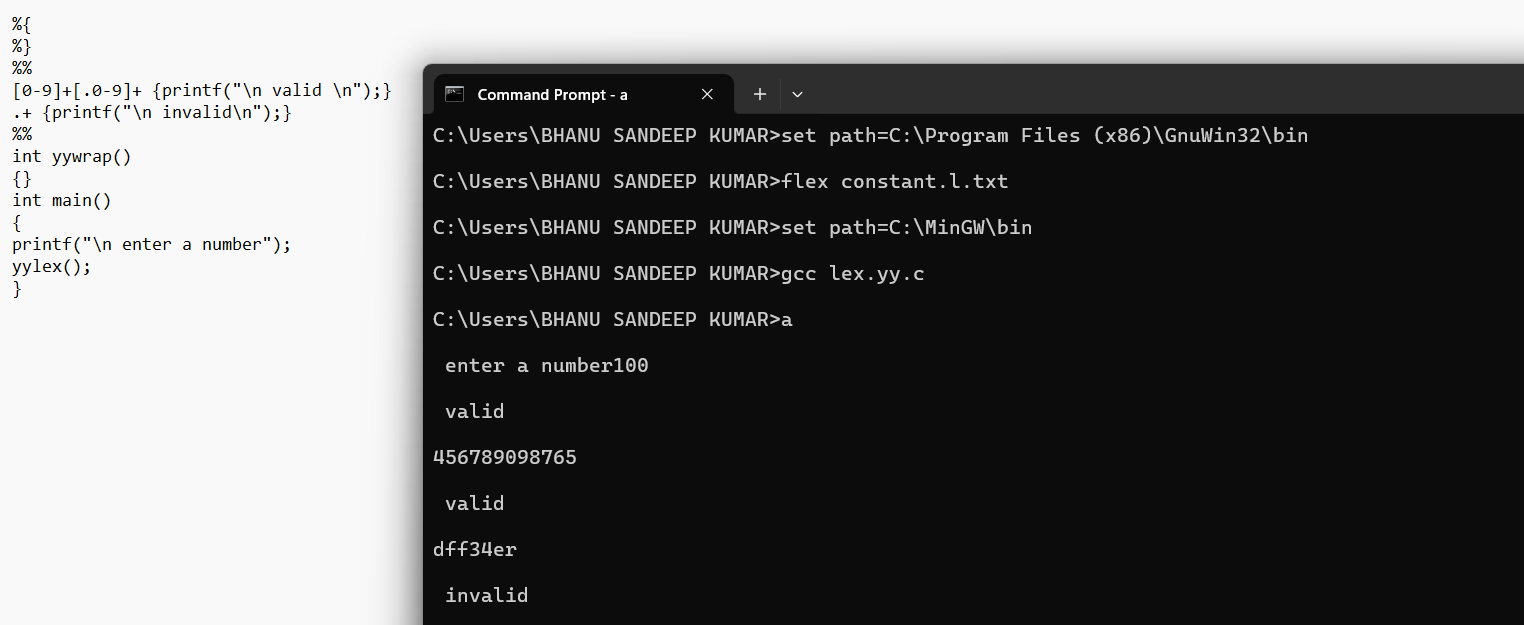 %{
%}
%%
[0-9]+[.0-9]+ {printf("\n valid \n");}
.+ {printf("\n invalid\n");}
%%
int yywrap()
{}
int main()
{
printf("\n enter a number");
yylex();
}
Command Prompt - a
C:\Users\BHANU SANDEEP KUMAR>set path=C:\Program Files (x86)\GnuWin32\bin
C:\Users\BHANU SANDEEP KUMAR>flex constant.l.txt
C:\Users\BHANU SANDEEP KUMAR>set path=C:\MinGW\bin
C:\Users\BHANU SANDEEP KUMAR>gcc lex.yy.c
C:\Users\BHANU SANDEEP KUMAR>a
enter a number100
valid
456789098765
valid
dff34er
invalid